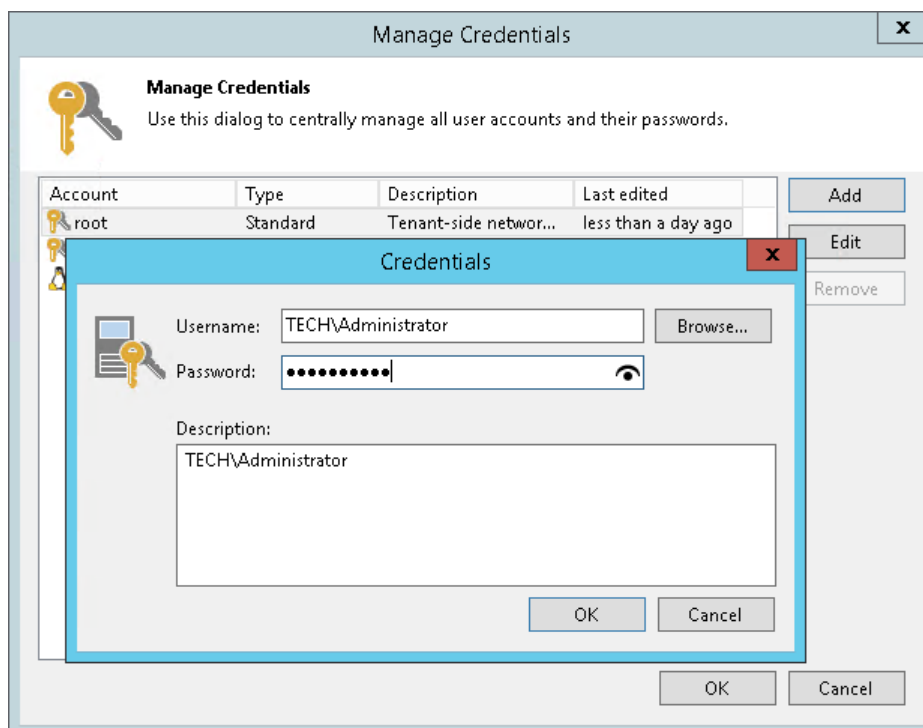 Manage Credentials
x
Manage Credentials
Use this dialog to centrally manage all user accounts and their passwords.
Account Type Description Last edited
Add
root Standard Tenant-side networ... less than a day ago
Edit
Remove
Credentials
x
Username: TECH\Administrator Browse...
Password: ●●●●●●●●●●
Description:
TECH\Administrator
OK Cancel
OK Cancel